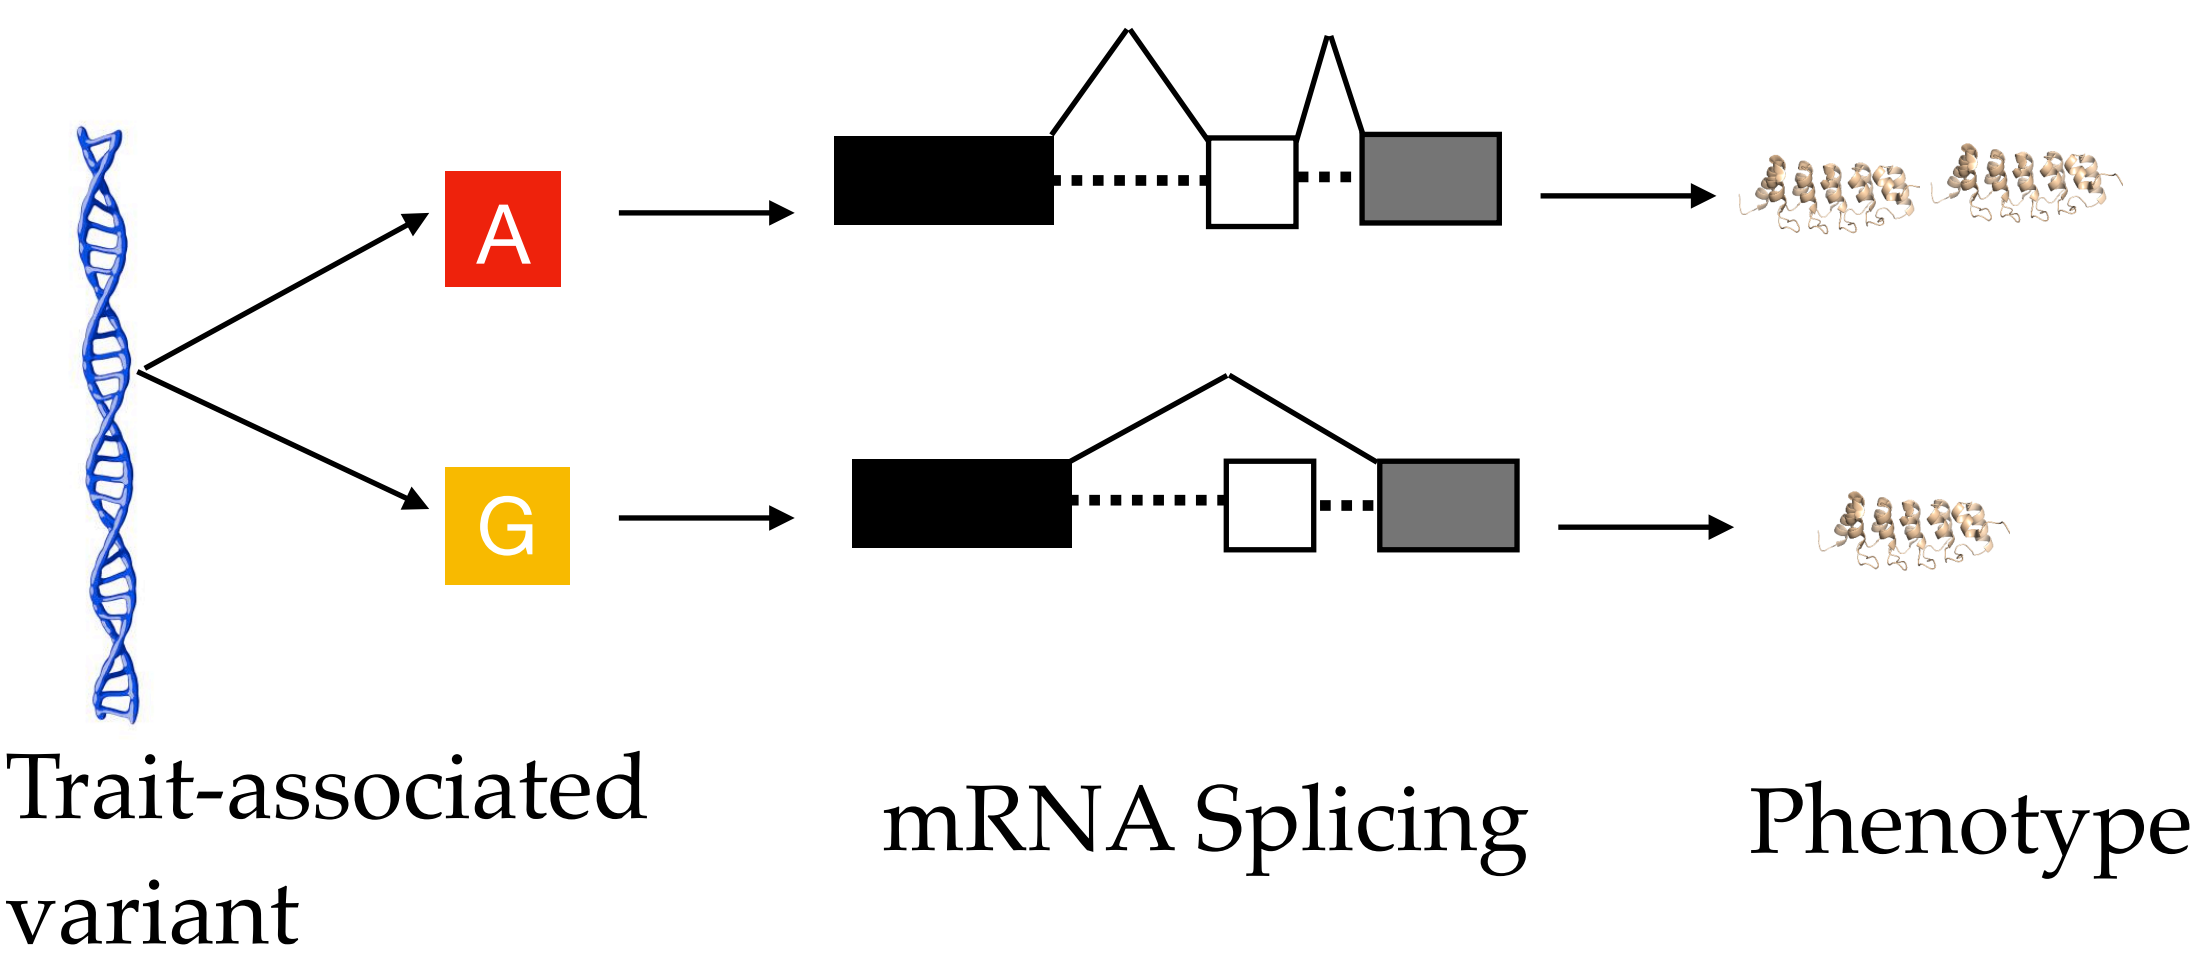 A
G
Trait-associated
variant
mRNA Splicing
Phenotype